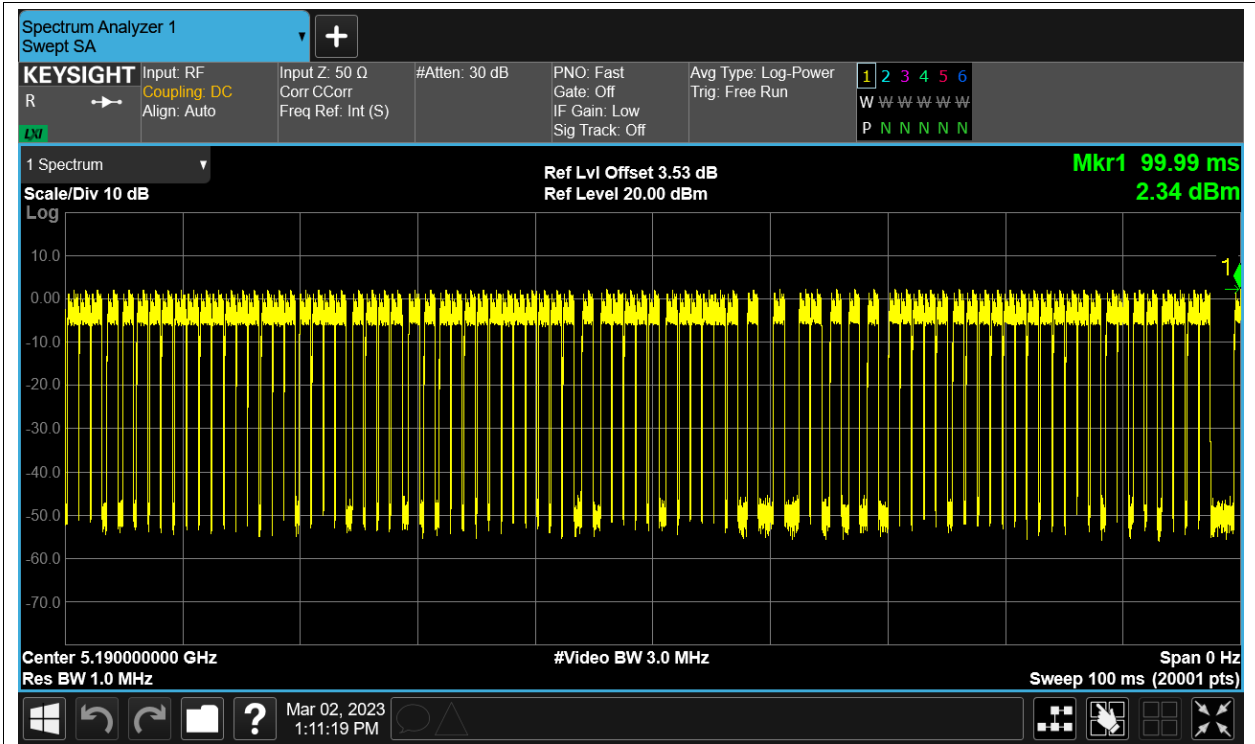 Spectrum Analyzer 1
Swept SA
KEYSIGHT
R
LXI
Input: RF
Coupling: DC
Align: Auto
Input Z: 50 Ω
Corr CCorr
Freq Ref: Int (S)
#Atten: 30 dB
PNO: Fast
Gate: Off
IF Gain: Low
Sig Track: Off
Avg Type: Log-Power
Trig: Free Run
1 2 3 4 5 6
W W W W W W
P N N N N N
1 Spectrum
Scale/Div 10 dB
Log
Ref Lvl Offset 3.53 dB
Ref Level 20.00 dBm
Mkr1 99.99 ms
2.34 dBm
10.0
1
0.00
-10.0
-20.0
-30.0
-40.0
-50.0
-60.0
-70.0
Center 5.190000000 GHz
#Video BW 3.0 MHz
Span 0 Hz
Res BW 1.0 MHz
Sweep 100 ms (20001 pts)
?
Mar 02, 2023
1:11:19 PM